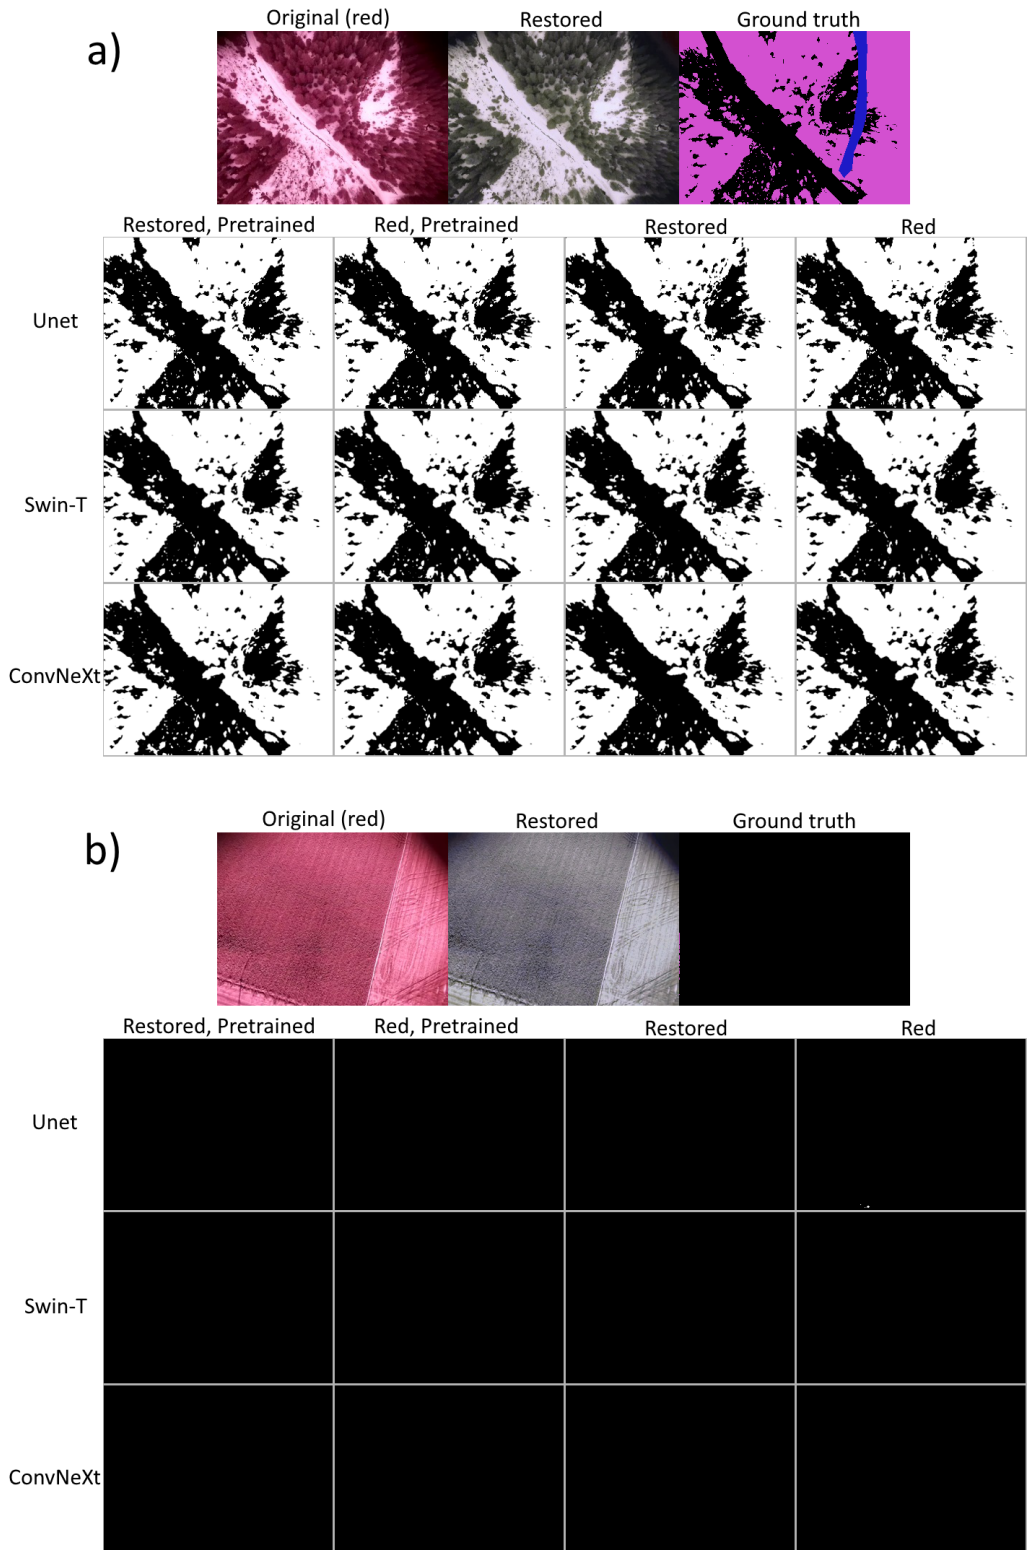 a)
Original (red) Restored Ground truth
Restored, Pretrained Red, Pretrained Restored Red
Unet
Swin-T
ConvNeXt
b)
Original (red) Restored Ground truth
Restored, Pretrained Red, Pretrained Restored Red
Unet
Swin-T
ConvNeXt